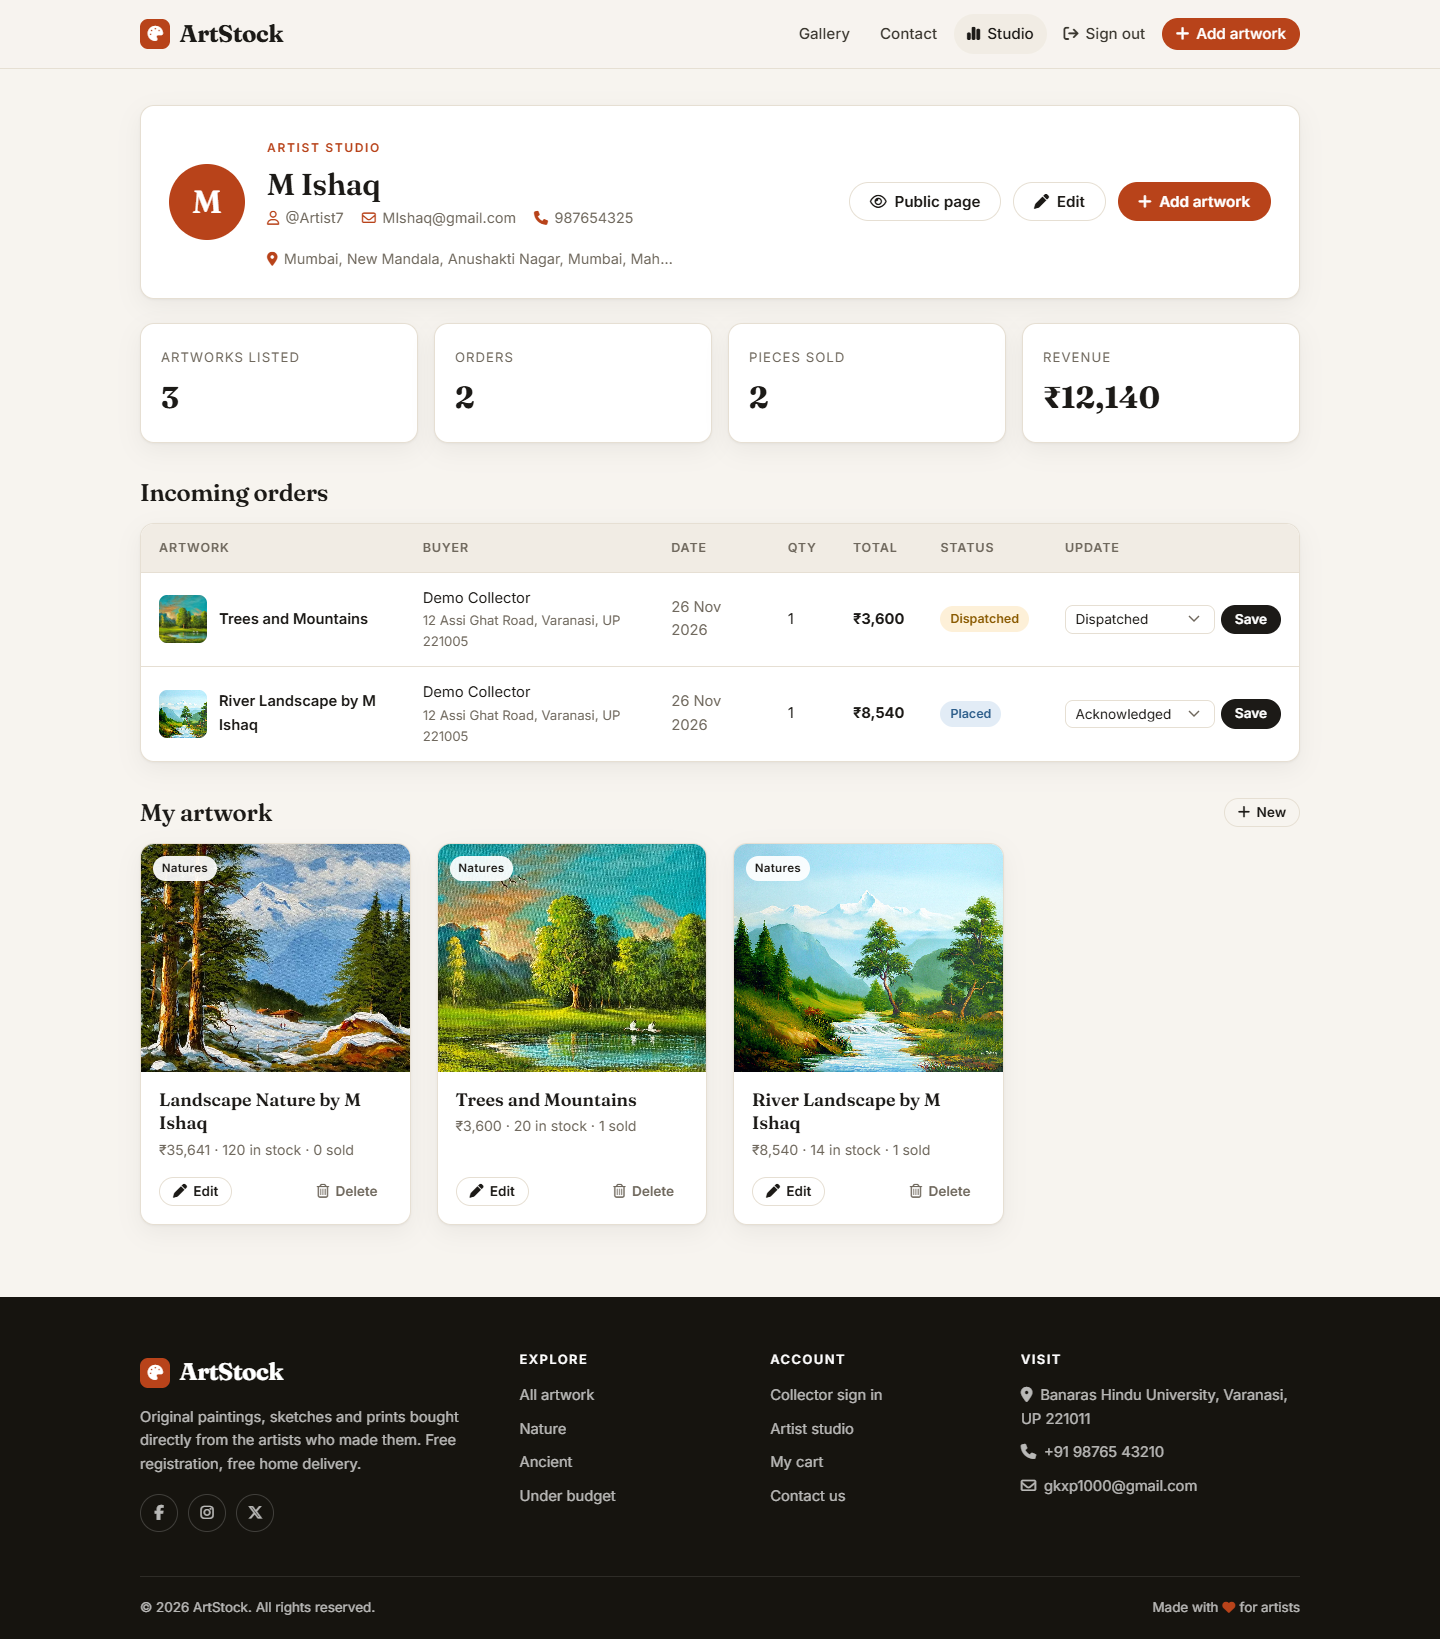 ArtStock
Gallery
Contact
Studio
Sign out
Add artwork
ARTIST STUDIO
M
M Ishaq
@Artist7
MIshaq@gmail.com
987654325
Mumbai, New Mandala, Anushakti Nagar, Mumbai, Mah...
Public page
Edit
Add artwork
ARTWORKS LISTED
3
ORDERS
2
PIECES SOLD
2
REVENUE
₹12,140
Incoming orders
ARTWORK
BUYER
DATE
QTY
TOTAL
STATUS
UPDATE
Trees and Mountains
Demo Collector
12 Assi Ghat Road, Varanasi, UP
221005
26 Nov
2026
1
₹3,600
Dispatched
Dispatched
Save
River Landscape by M
Ishaq
Demo Collector
12 Assi Ghat Road, Varanasi, UP
221005
26 Nov
2026
1
₹8,540
Placed
Acknowledged
Save
My artwork
New
Natures
Landscape Nature by M
Ishaq
₹35,641 · 120 in stock · 0 sold
Edit
Delete
Natures
Trees and Mountains
₹3,600 · 20 in stock · 1 sold
Edit
Delete
Natures
River Landscape by M
Ishaq
₹8,540 · 14 in stock · 1 sold
Edit
Delete
ArtStock
Original paintings, sketches and prints bought
directly from the artists who made them. Free
registration, free home delivery.
EXPLORE
All artwork
Nature
Ancient
Under budget
ACCOUNT
Collector sign in
Artist studio
My cart
Contact us
VISIT
Banaras Hindu University, Varanasi,
UP 221011
+91 98765 43210
gkxp1000@gmail.com
© 2026 ArtStock. All rights reserved.
Made with
for artists